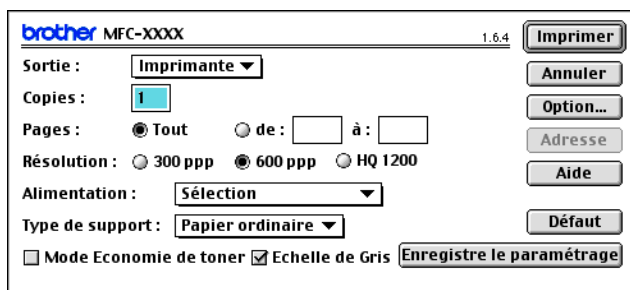 brother MFC-XXXX 1.6.4 Imprimer
Sortie : Imprimante Annuler
Copies : 1 Option...
Pages : Tout de : à : Adresse
Résolution : 300 ppp 600 ppp HQ 1200 Aide
Alimentation : Sélection
Type de support : Papier ordinaire Défaut
Mode Economie de toner Echelle de Gris Enregistre le paramétrage